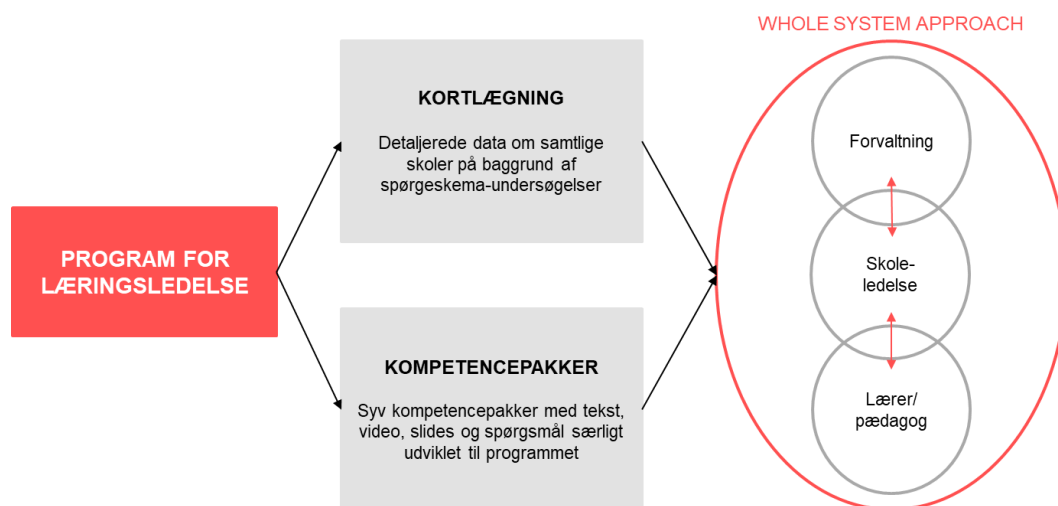 WHOLE SYSTEM APPROACH
PROGRAM FOR
LÆRINGSLEDELSE
KORTLÆGNING
Detaljerede data om samtlige
skoler på baggrund af
spørgeskema-undersøgelser
KOMPETENCEPAKKER
Syv kompetencepakker med tekst,
video, slides og spørgsmål særligt
udviklet til programmet
Forvaltning
Skole-
ledelse
Lærer/
pædagog